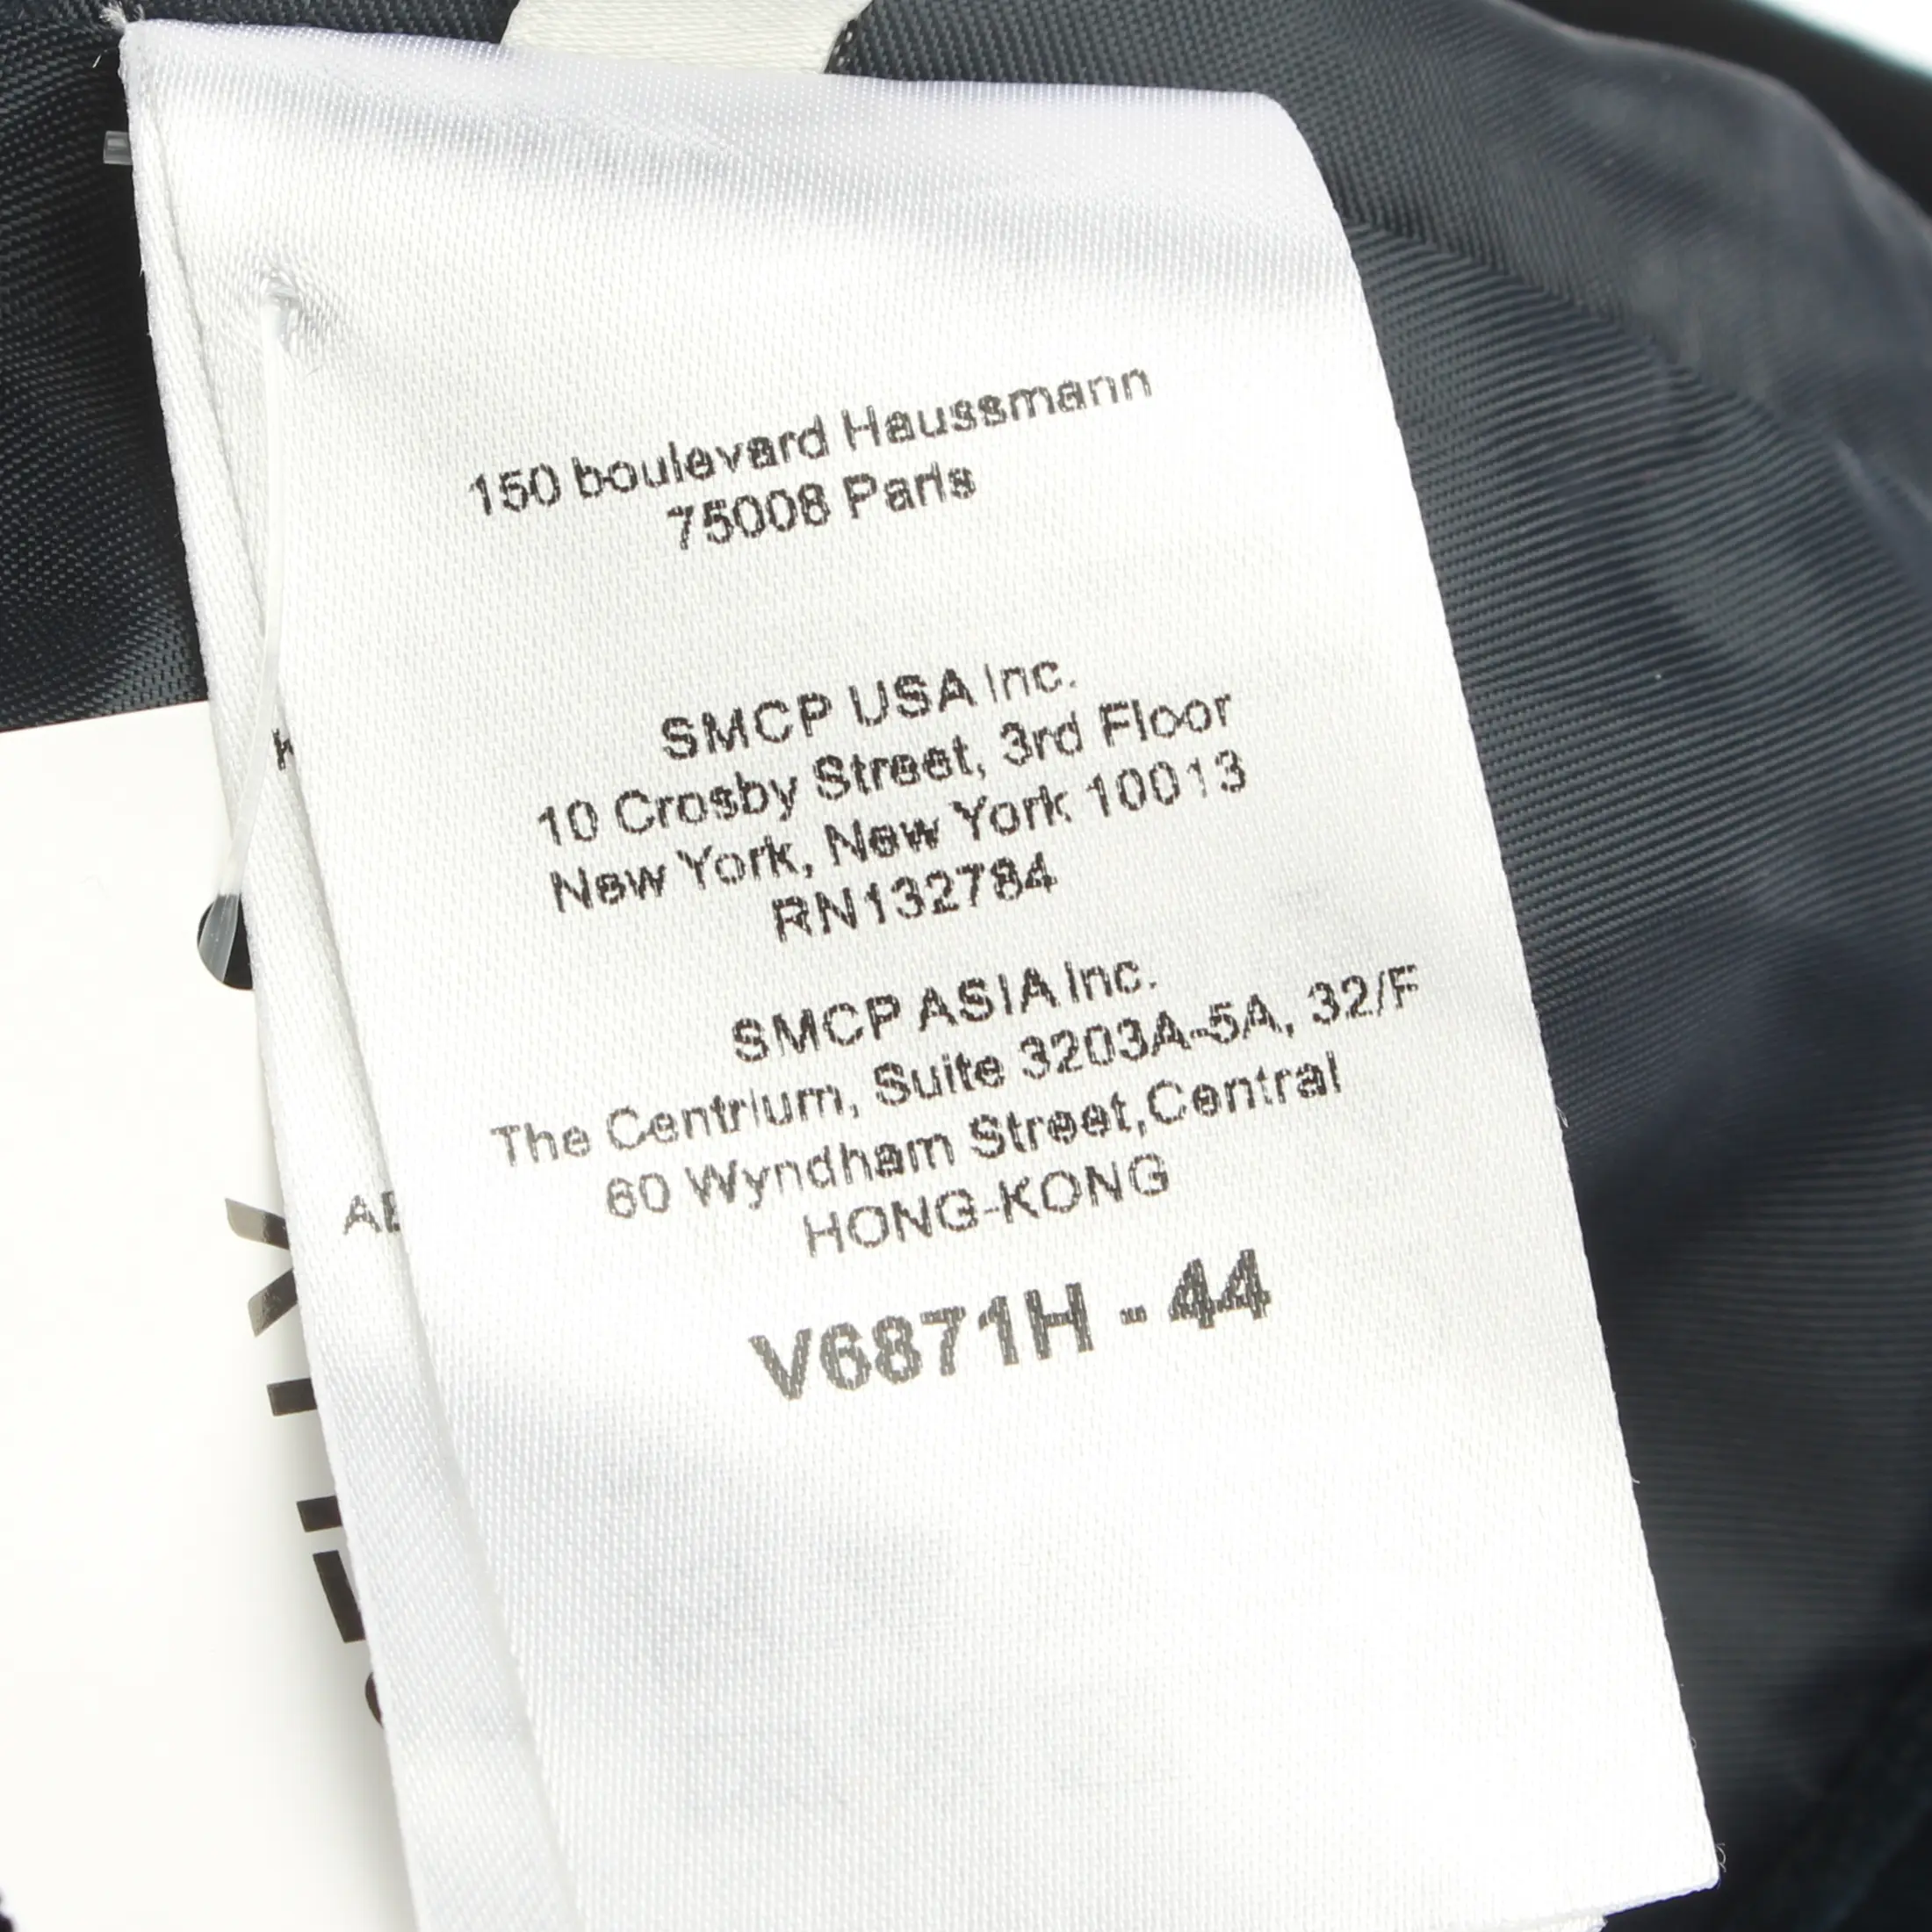 150 boulevard Haussmann
75008 Paris
SMCP USA Inc.
10 Crosby Street, 3rd Floor
New York, New York 10013
RN132784
SMCP ASIA Inc.
The Centrium, Suite 3203A-5A, 32/F
60 Wyndham Street,Central
HONG-KONG
V6871H - 44